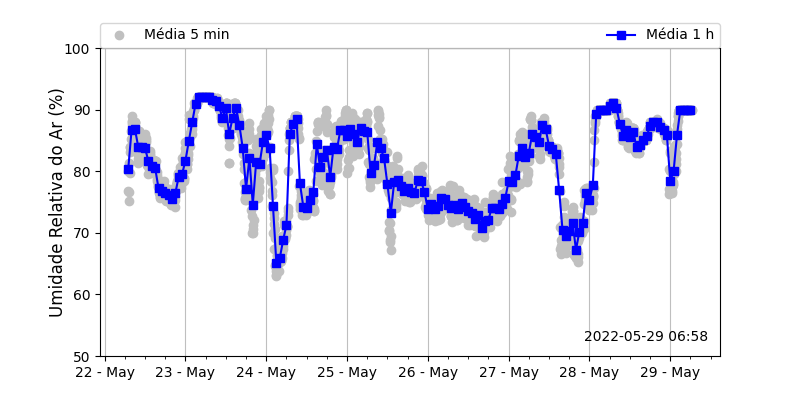 Média 5 min
Média 1 h
Umidade Relativa do Ar (%)
100
90
80
70
60
50
2022-05-29 06:58
22 - May
23 - May
24 - May
25 - May
26 - May
27 - May
28 - May
29 - May